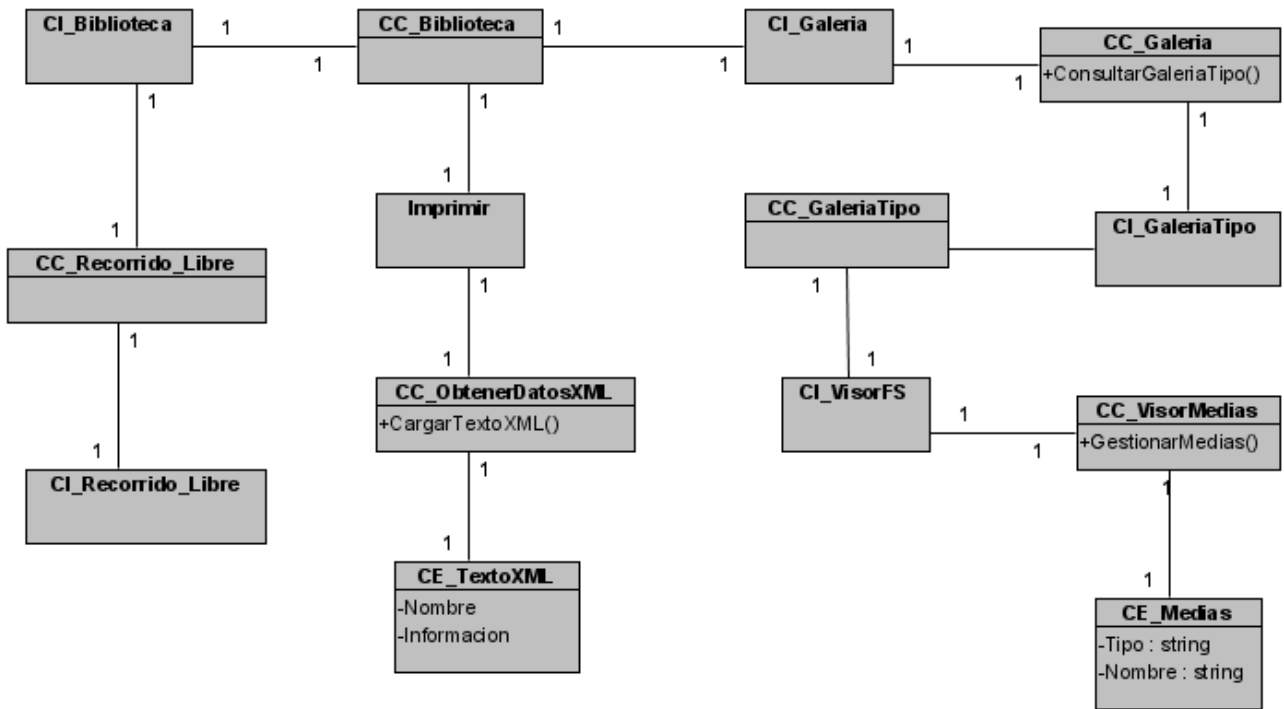 CI_Biblioteca
1
1
CC_Biblioteca
1
1
CI_Galeria
1
1
CC_Galeria
+ConsultarGaleriaTipo()
1
1
1
1
1
1
Imprimir
CC_GaleriaTipo
CI_GaleriaTipo
CC_Recorrido_Libre
1
1
1
1
1
CC_ObtenerDatosXML
+CargarTextoXML()
CI_VisorFS
1
1
CC_VisorMedias
+GestionarMedias()
1
CI_Recorrido_Libre
1
1
1
CE_TextoXML
-Nombre
-Informacion
1
CE_Medias
-Tipo : string
-Nombre : string